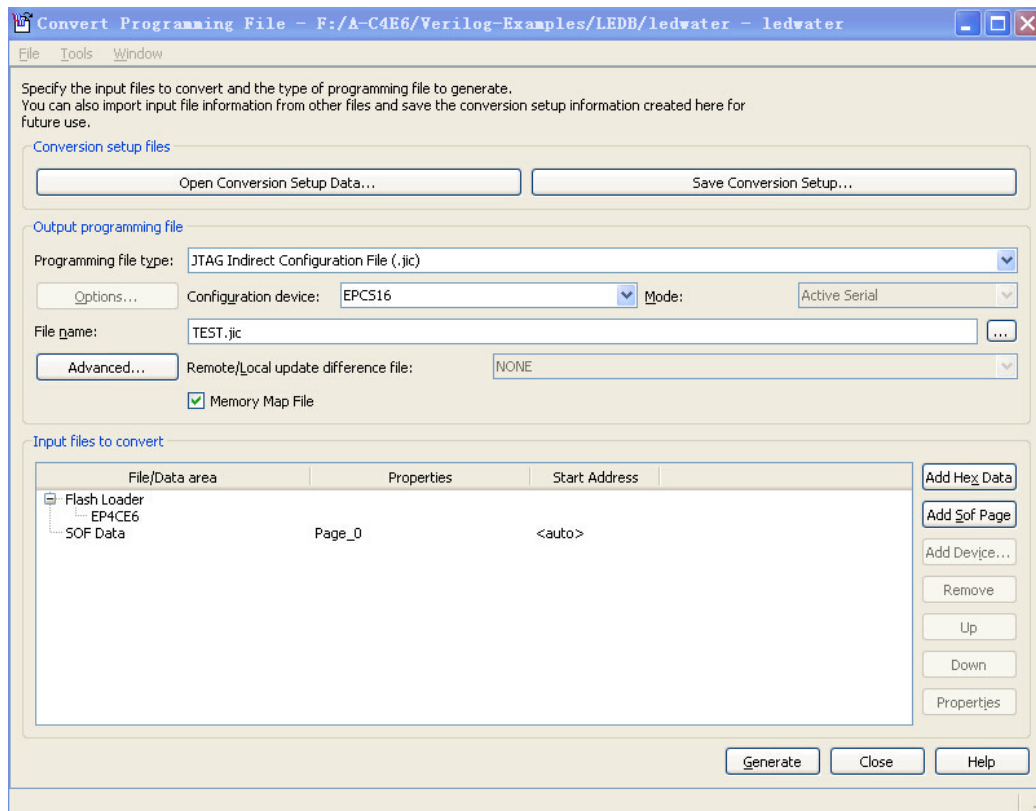 Convert Programming File - F:/A-C4E6/Verilog-Examples/LEDB/ledwater - ledwater
File Tools Window
Specify the input files to convert and the type of programming file to generate.
You can also import input file information from other files and save the conversion setup information created here for
future use.
Conversion setup files
Open Conversion Setup Data... Save Conversion Setup...
Output programming file
Programming file type: JTAG Indirect Configuration File (.jic)
Options... Configuration device: EPCS16 Mode: Active Serial
File name: TEST.jic ...
Advanced... Remote/Local update difference file: NONE
Memory Map File
Input files to convert
File/Data area Properties Start Address
Add Hex Data
Flash Loader
EP4CE6
Add Sof Page
SOF Data Page_0 <auto>
Add Device...
Remove
Up
Down
Properties
Generate Close Help